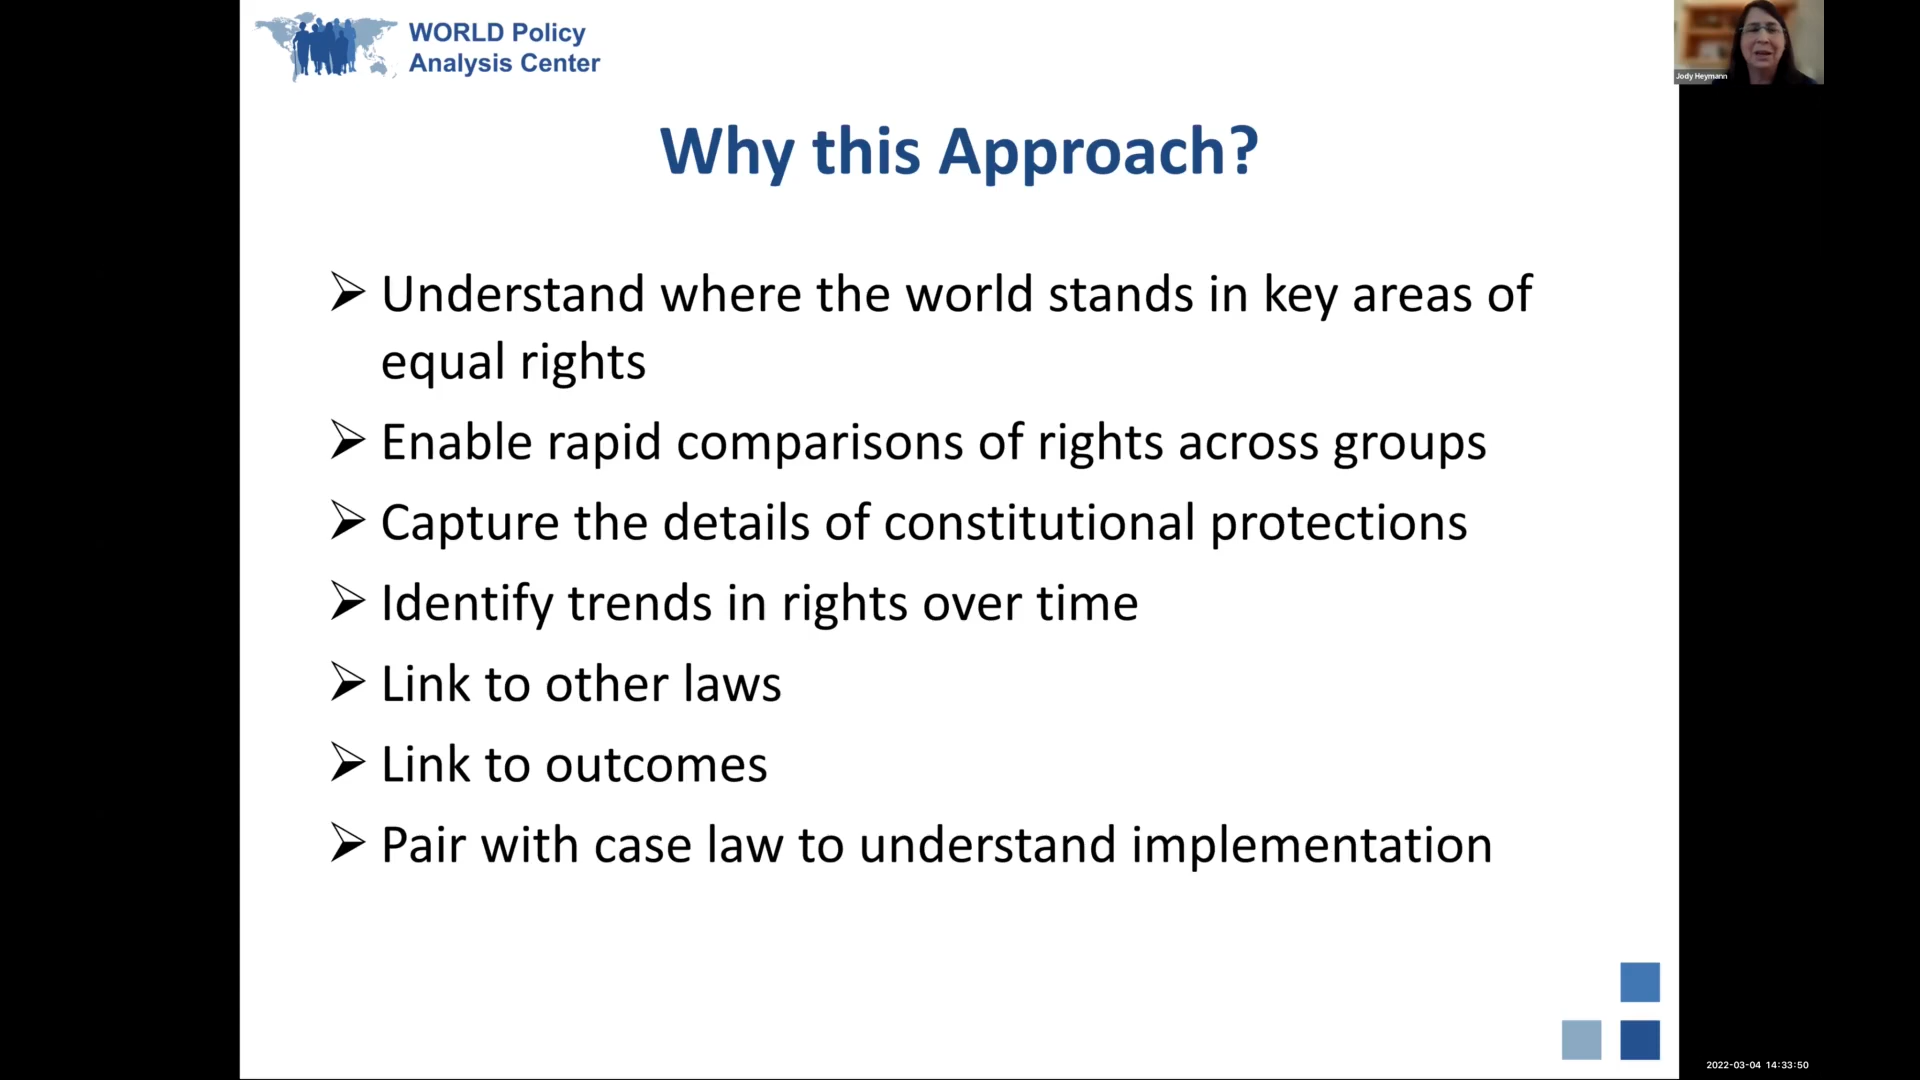 WORLD Policy
Analysis Center
Jody Heymann
Why this Approach?
Understand where the world stands in key areas of
equal rights
Enable rapid comparisons of rights across groups
Capture the details of constitutional protections
Identify trends in rights over time
Link to other laws
Link to outcomes
Pair with case law to understand implementation
2022-03-04 14:33:50